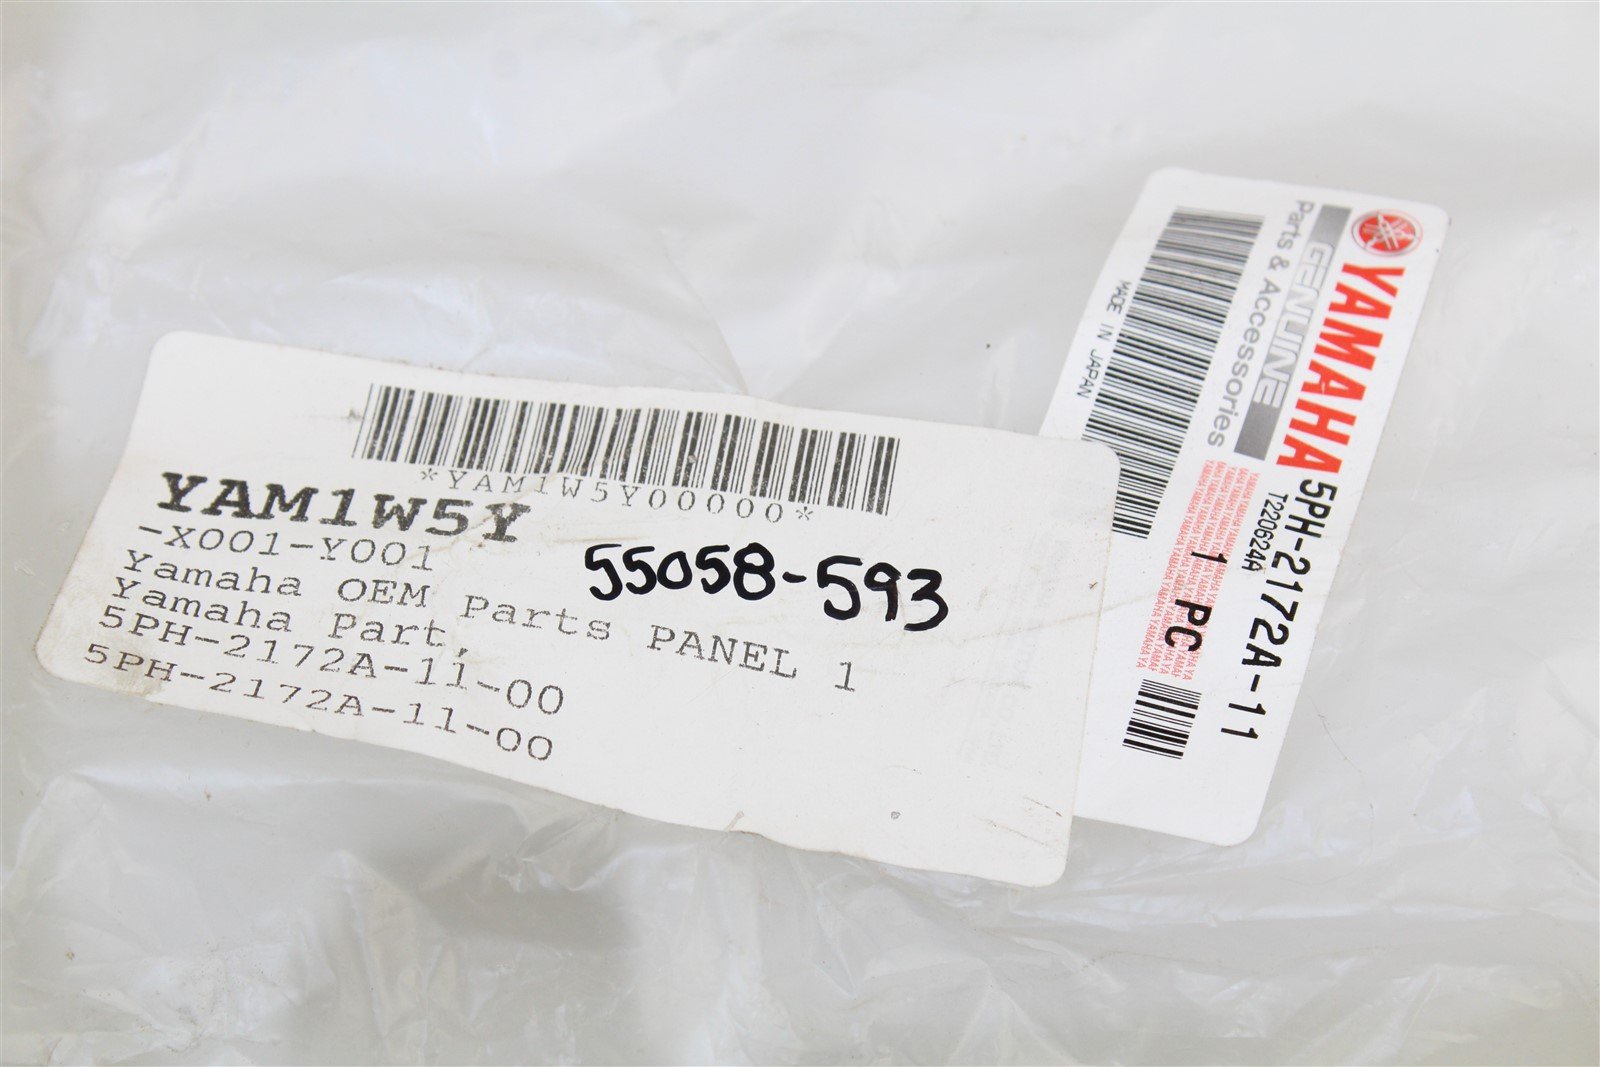 *YAM1W5Y00000*
YAM1W5Y
-X001-Y001
Yamaha OEM Parts PANEL 1
Yamaha Part,
5PH-2172A-11-00
5PH-2172A-11-00
55058-593
YAMAHA
GENUINE
Parts & Accessories
5PH-2172A-11
T220624A
1 PC
MADE IN JAPAN